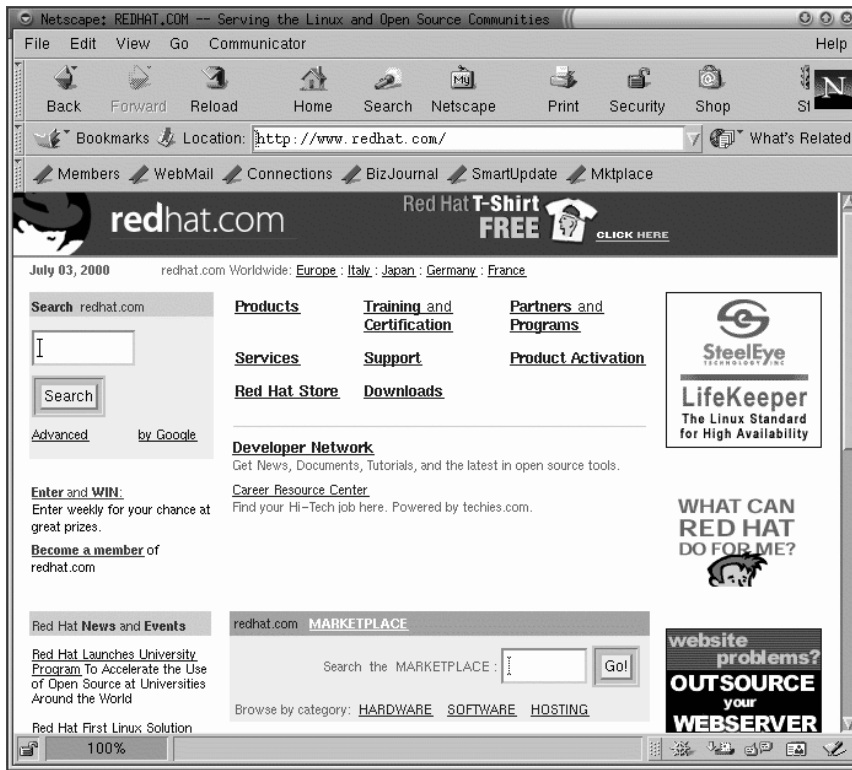 Netscape: REDHAT.COM -- Serving the Linux and Open Source Communities
File Edit View Go Communicator Help
Back Forward Reload Home Search Netscape Print Security Shop
My
N
Bookmarks Location: http://www.redhat.com/ What's Related
Members WebMail Connections BizJournal SmartUpdate Mktplace
redhat.com
Red Hat T-Shirt
FREE
CLICK HERE
July 03, 2000 redhat.com Worldwide: Europe : Italy : Japan : Germany : France
Search redhat.com
Search
Advanced by Google
Enter and WIN:
Enter weekly for your chance at
great prizes.
Become a member of
redhat.com
Products Training and Partners and
Certification Programs
Services Support Product Activation
Red Hat Store Downloads
Developer Network
Get News, Documents, Tutorials, and the latest in open source tools.
Career Resource Center
Find your Hi-Tech job here. Powered by techies.com.
SteelEye
TECHNOLOGY INC
LifeKeeper
The Linux Standard
for High Availability
WHAT CAN
RED HAT
DO FOR ME?
Red Hat News and Events
Red Hat Launches University
Program To Accelerate the Use
of Open Source at Universities
Around the World
Red Hat First Linux Solution
redhat.com MARKETPLACE
Search the MARKETPLACE : Go!
Browse by category: HARDWARE SOFTWARE HOSTING
website
problems?
OUTSOURCE
your
WEBSERVER
100%